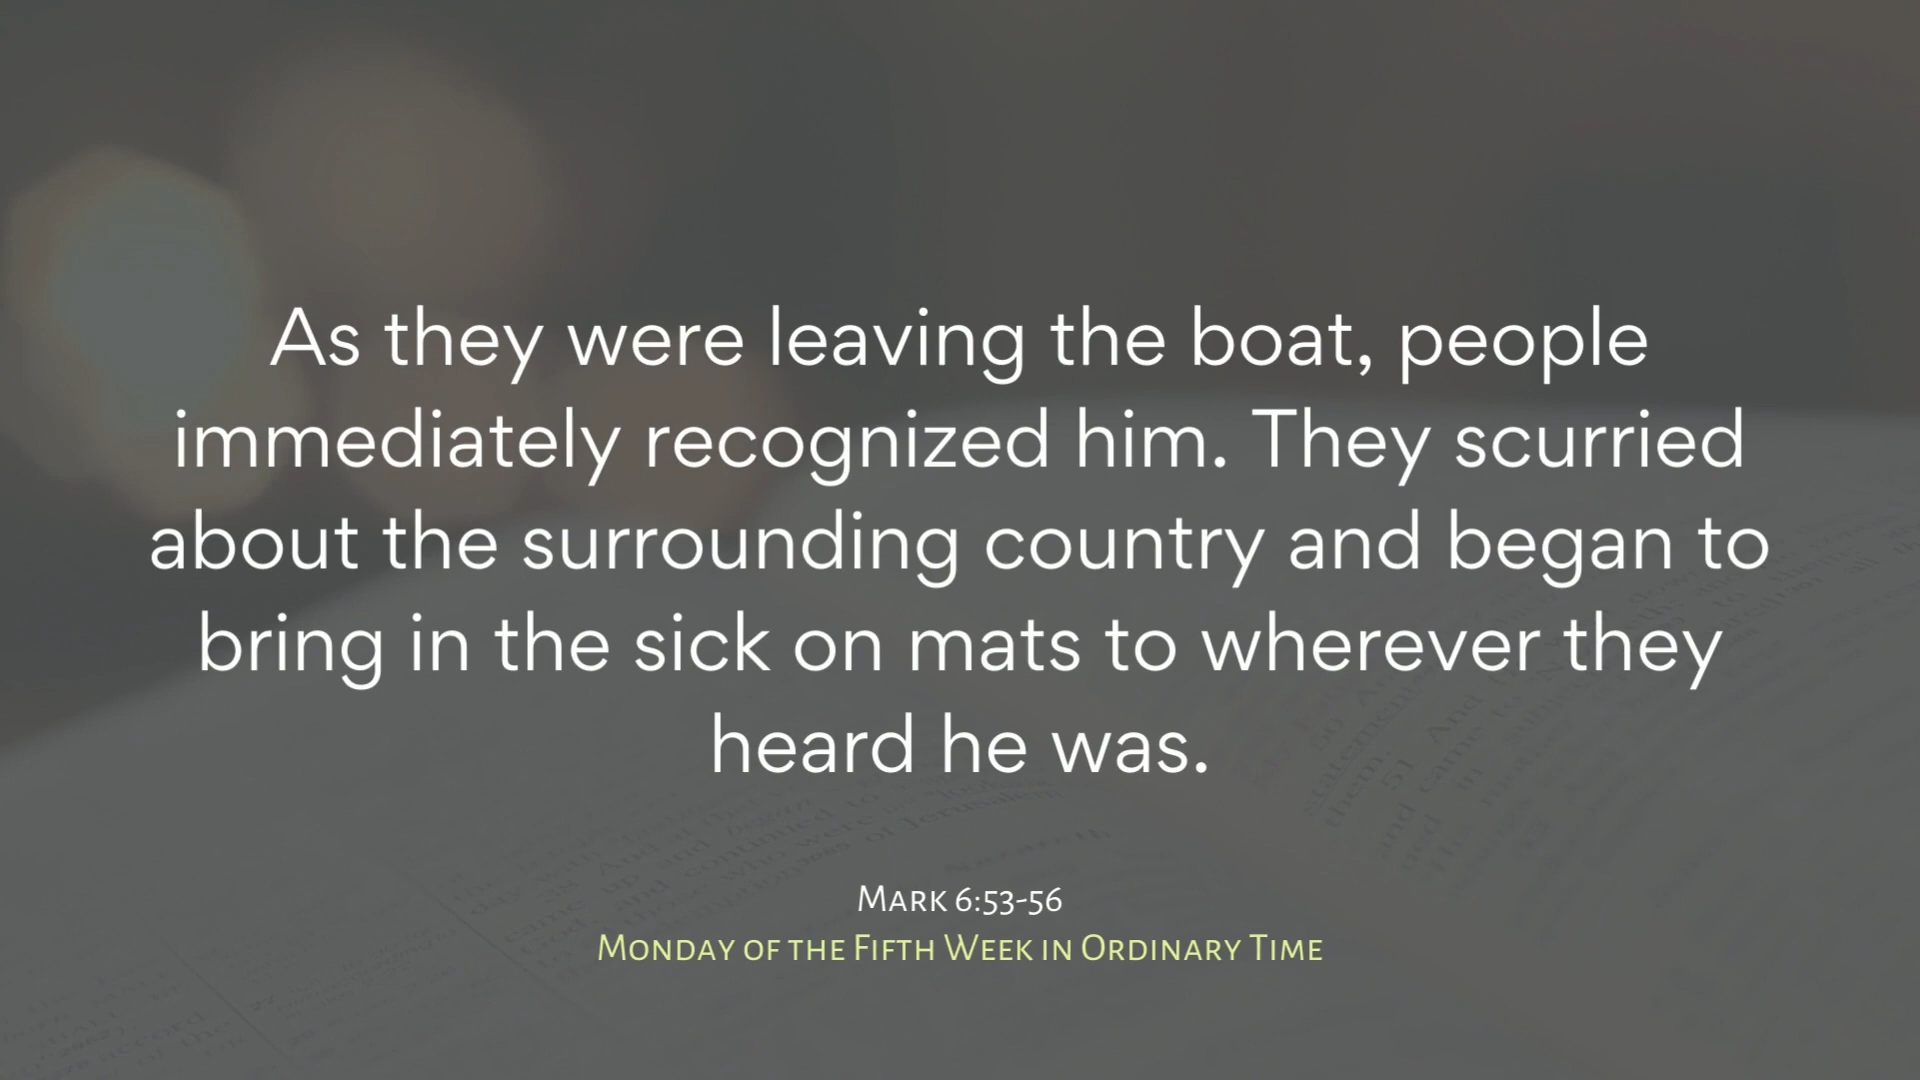 As they were leaving the boat, people
immediately recognized him. They scurried
about the surrounding country and began to
bring in the sick on mats to wherever they
heard he was.
Mark 6:53-56
Monday of the Fifth Week in Ordinary Time